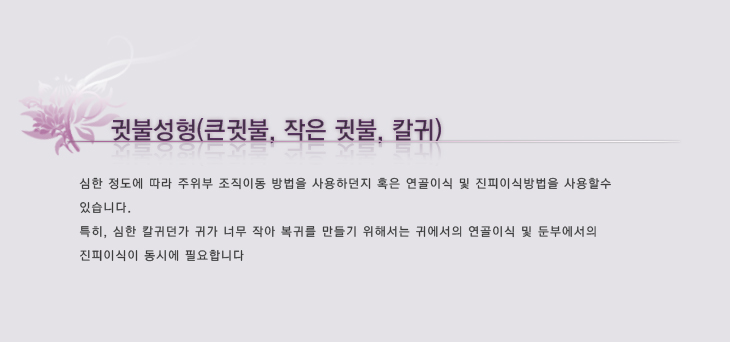 귓불성형(큰귓불, 작은 귓불, 칼귀)
심한 정도에 따라 주위부 조직이동 방법을 사용하던지 혹은 연골이식 및 진피이식방법을 사용할수
있습니다.
특히, 심한 칼귀던가 귀가 너무 작아 복귀를 만들기 위해서는 귀에서의 연골이식 및 둔부에서의
진피이식이 동시에 필요합니다